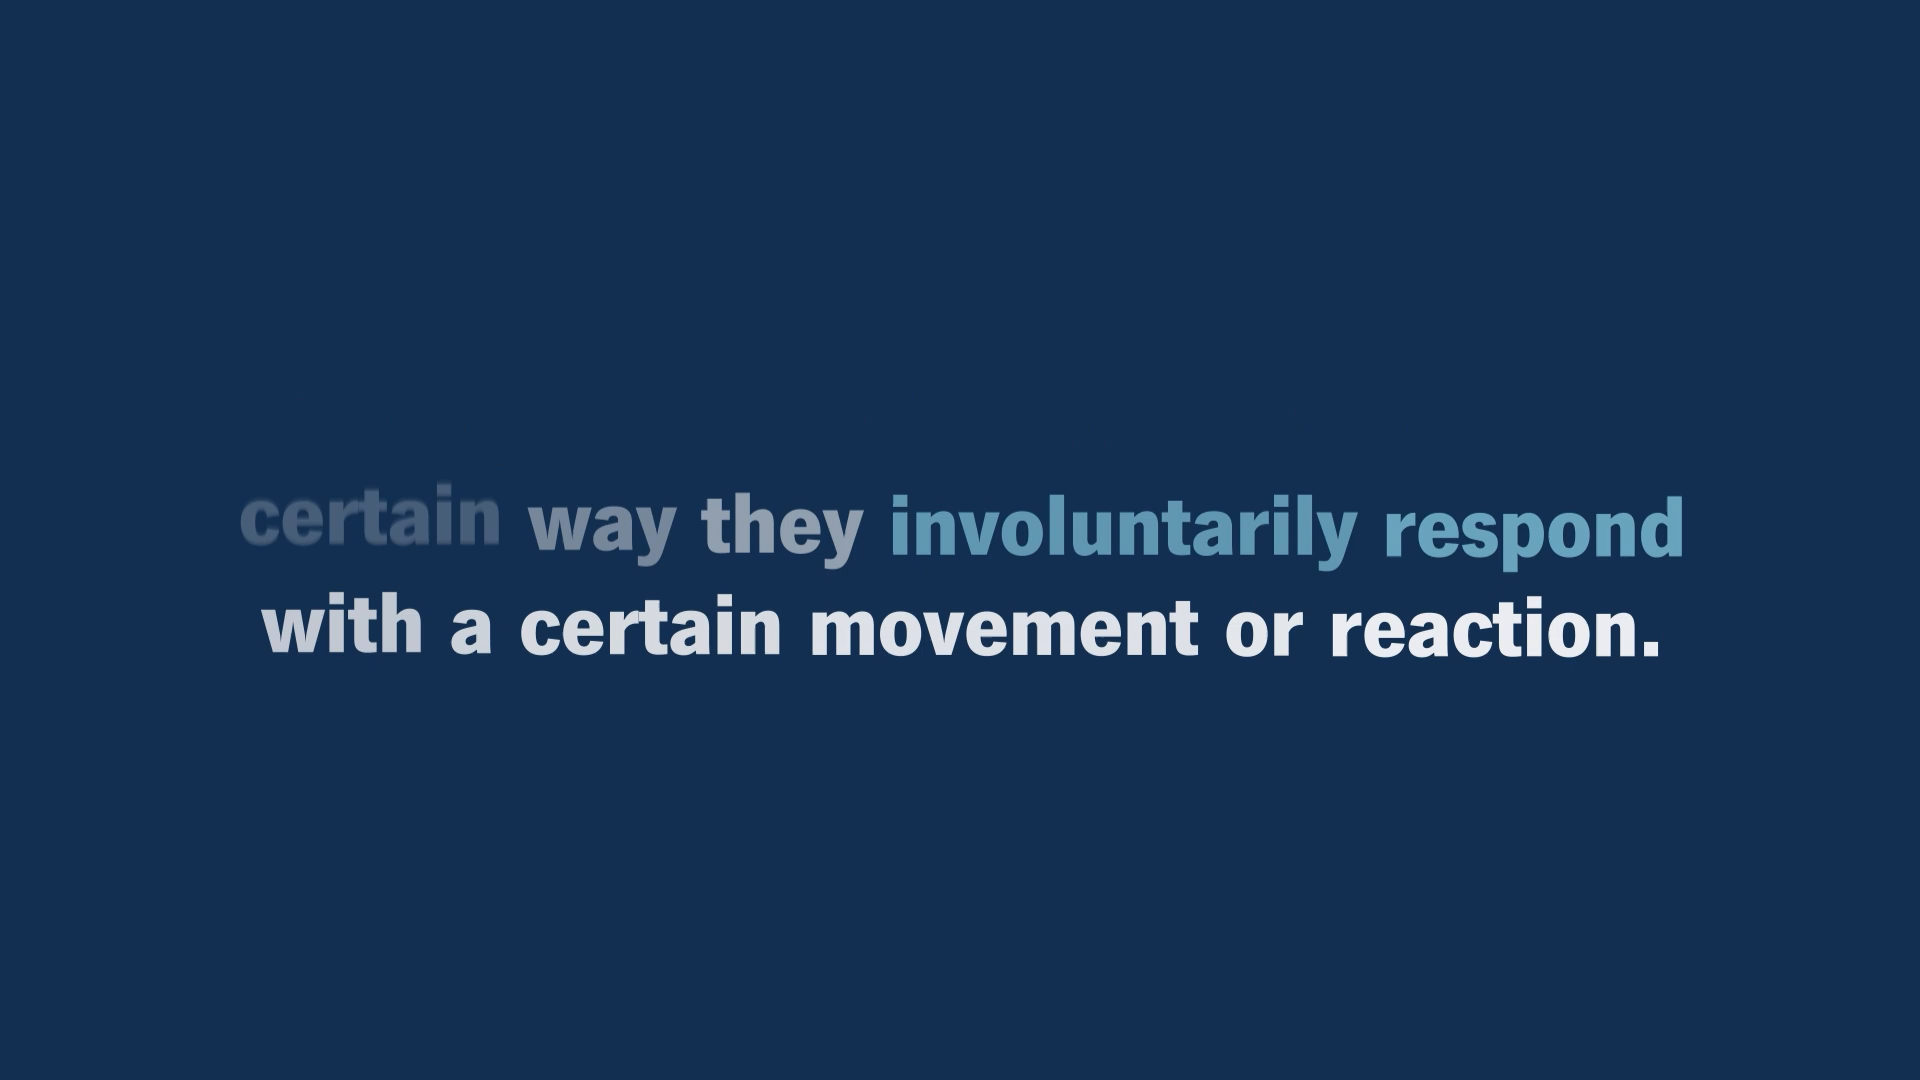 certain way they involuntarily respond
with a certain movement or reaction.